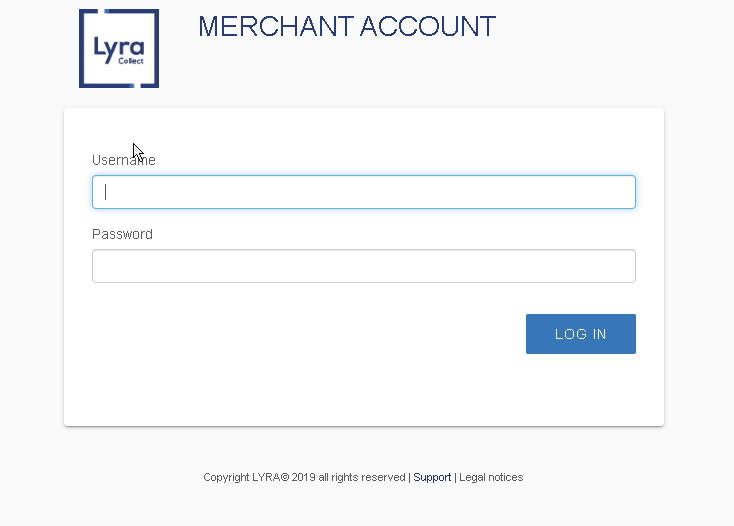 Lyra
Collect
MERCHANT ACCOUNT
Username
Password
LOG IN
Copyright LYRA© 2019 all rights reserved | Support | Legal notices